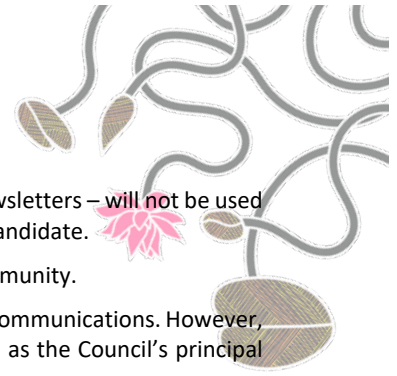 wsletters – will not be used
andidate.
munity.
ommunications. However,
as the Council's principal